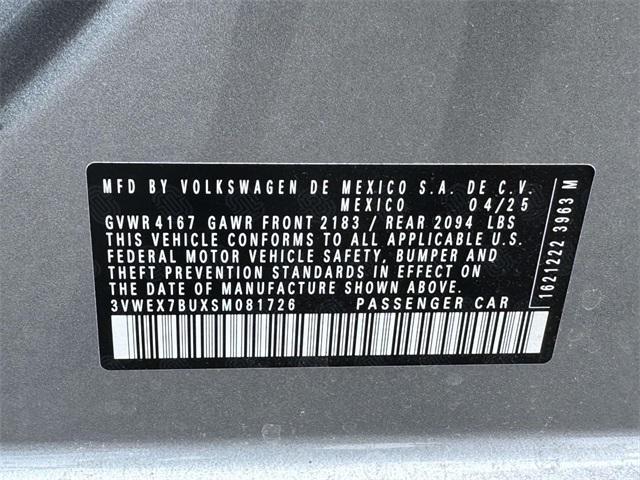 MFD BY VOLKSWAGEN DE MEXICO S.A. DE C.V.
MEXICO 04/25
GVWR 4167 GAWR FRONT 2183 / REAR 2094 LBS
THIS VEHICLE CONFORMS TO ALL APPLICABLE U.S.
FEDERAL MOTOR VEHICLE SAFETY, BUMPER AND
THEFT PREVENTION STANDARDS IN EFFECT ON
THE DATE OF MANUFACTURE SHOWN ABOVE.
3VWEX7BUXSM081726 PASSENGER CAR
1621222 3963 M